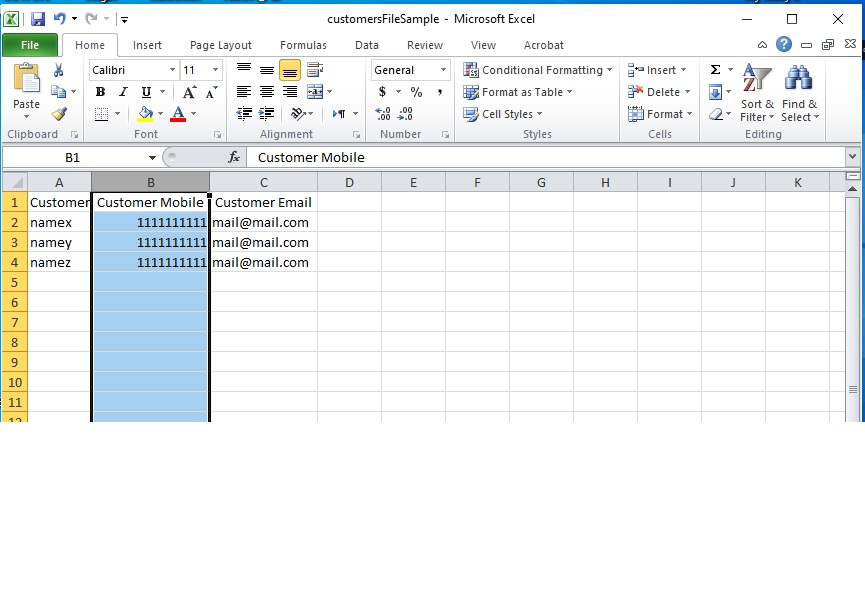 customersFileSample - Microsoft Excel
File Home Insert Page Layout Formulas Data Review View Acrobat
Calibri 11 General Conditional Formatting Insert Σ
Paste B I U A A $ % , Format as Table Delete Sort & Find &
A Cell Styles Format Filter Select
Clipboard Font Alignment Number Styles Cells Editing
B1 fx Customer Mobile
A B C D E F G H I J K
1 Customer Customer Mobile Customer Email
2 namex 1111111111 mail@mail.com
3 namey 1111111111 mail@mail.com
4 namez 1111111111 mail@mail.com
5
6
7
8
9
10
11